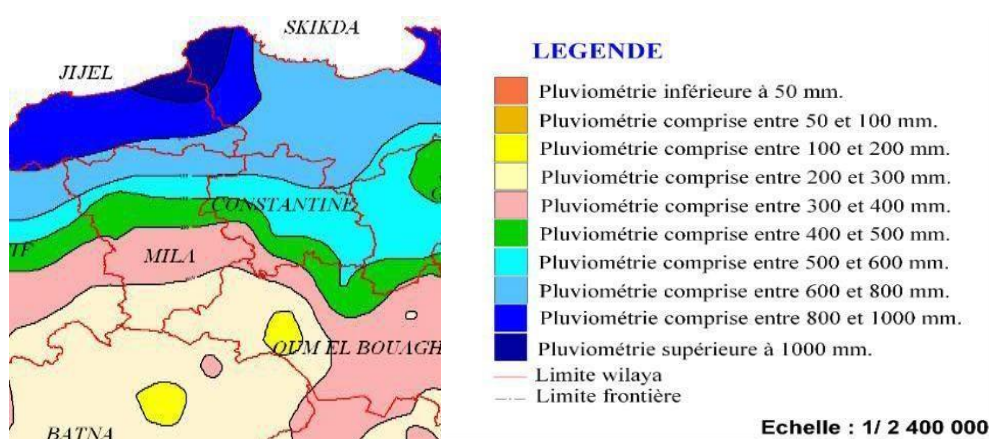 SKIKDA
JIJEL
CONSTANTINE
TF
MILA
OUM EL BOUAGH
BATNA
LEGENDE
Pluviométrie inférieure à 50 mm.
Pluviométrie comprise entre 50 et 100 mm.
Pluviométrie comprise entre 100 et 200 mm.
Pluviométrie comprise entre 200 et 300 mm.
Pluviométrie comprise entre 300 et 400 mm.
Pluviométrie comprise entre 400 et 500 mm.
Pluviométrie comprise entre 500 et 600 mm.
Pluviométrie comprise entre 600 et 800 mm.
Pluviométrie comprise entre 800 et 1000 mm.
Pluviométrie supérieure à 1000 mm.
Limite wilaya
Limite frontière
Echelle : 1/ 2 400 000